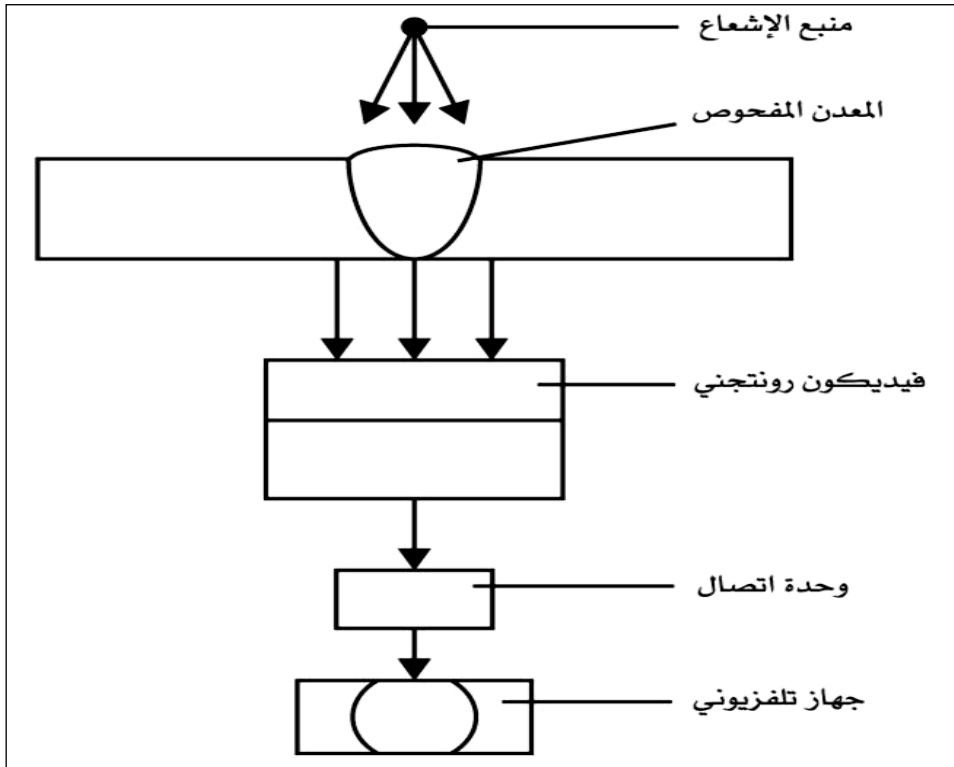 منبع الإشعاع
المعدن المفحوص
فيديكون رونتجني
وحدة اتصال
جهاز تلفزيوني